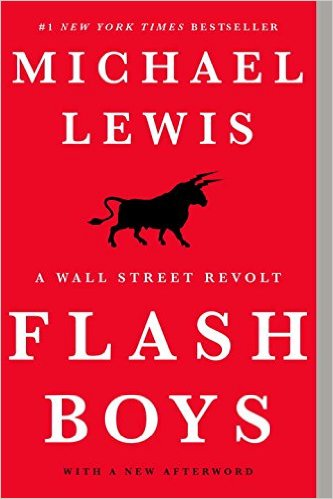 #1 NEW YORK TIMES BESTSELLER
MICHAEL
LEWIS
A WALL STREET REVOLT
FLASH
BOYS
WITH A NEW AFTERWORD